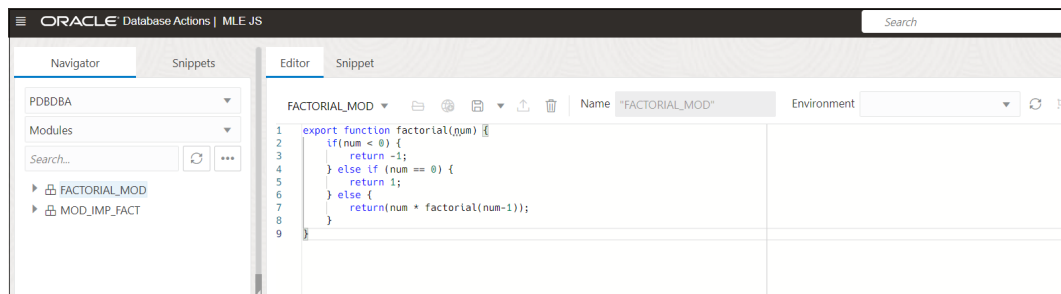 ORACLE Database Actions | MLE JS
Search
Navigator Snippets
PDBDBA
Modules
Search...
FACTORIAL_MOD
MOD_IMP_FACT
Editor Snippet
FACTORIAL_MOD Name "FACTORIAL_MOD" Environment
1 export function factorial(num) {
2 if(num < 0) {
3 return -1;
4 } else if (num == 0) {
5 return 1;
6 } else {
7 return(num * factorial(num-1));
8 }
9 }